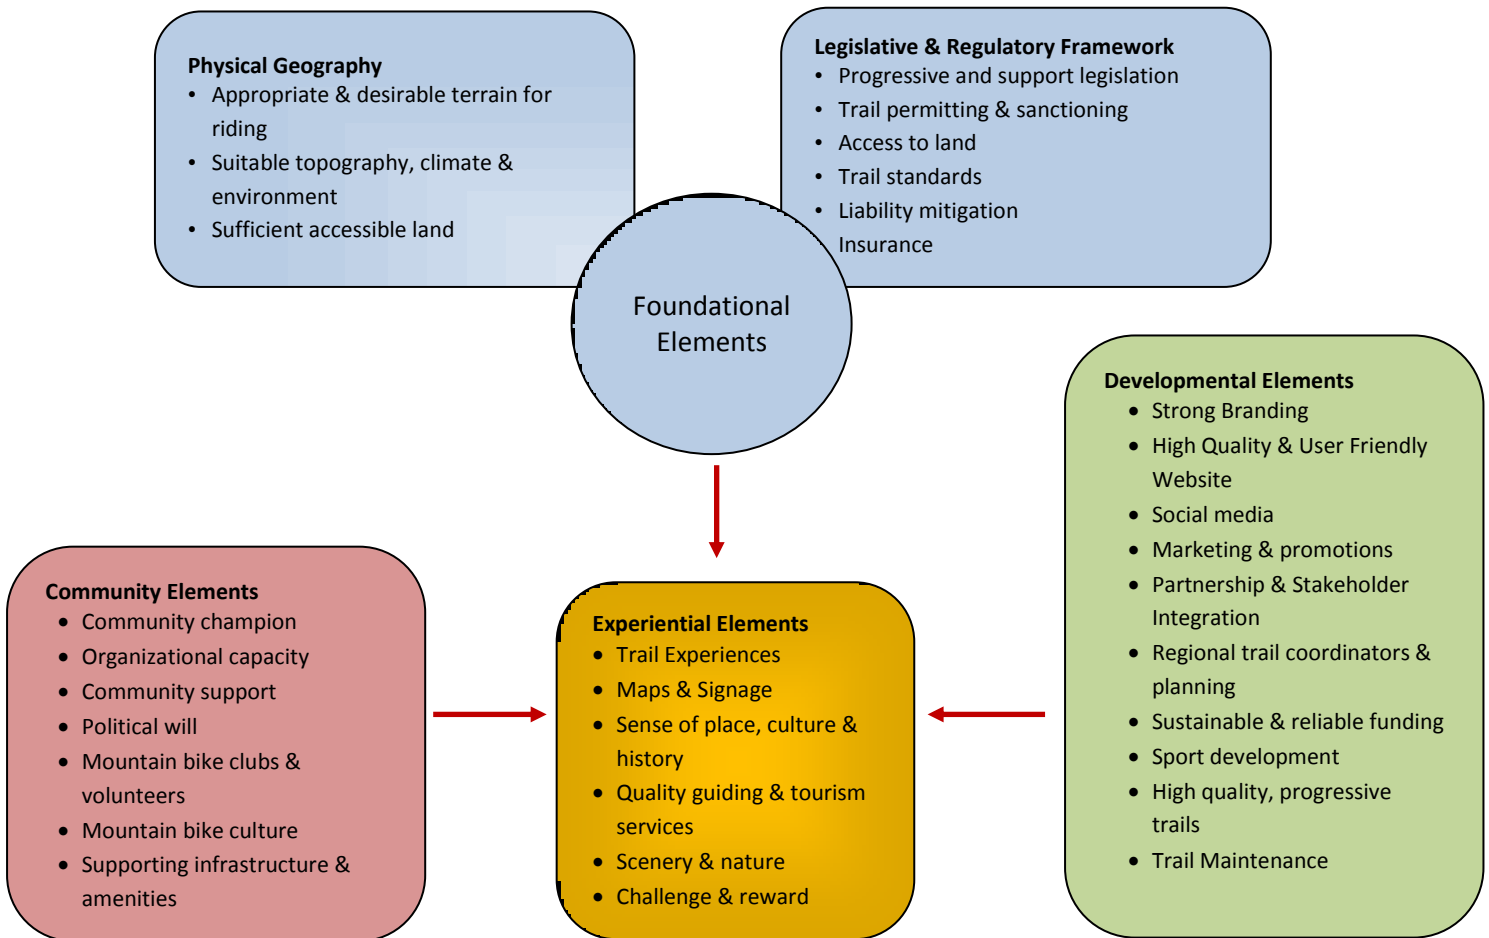 Physical Geography
• Appropriate & desirable terrain for
riding
• Suitable topography, climate &
environment
• Sufficient accessible land
Legislative & Regulatory Framework
• Progressive and support legislation
• Trail permitting & sanctioning
• Access to land
• Trail standards
• Liability mitigation
Insurance
Foundational
Elements
Developmental Elements
• Strong Branding
• High Quality & User Friendly
Website
• Social media
• Marketing & promotions
• Partnership & Stakeholder
Integration
• Regional trail coordinators &
planning
• Sustainable & reliable funding
• Sport development
• High quality, progressive
trails
• Trail Maintenance
Community Elements
• Community champion
• Organizational capacity
• Community support
• Political will
• Mountain bike clubs &
volunteers
• Mountain bike culture
• Supporting infrastructure &
amenities
Experiential Elements
• Trail Experiences
• Maps & Signage
• Sense of place, culture &
history
• Quality guiding & tourism
services
• Scenery & nature
• Challenge & reward